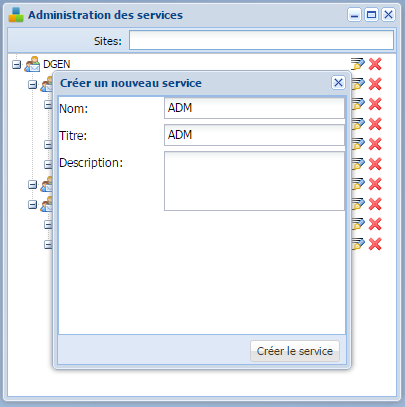 Administration des services
Sites:
DGEN
Créer un nouveau service
Nom: ADM
Titre: ADM
Description:
Créer le service